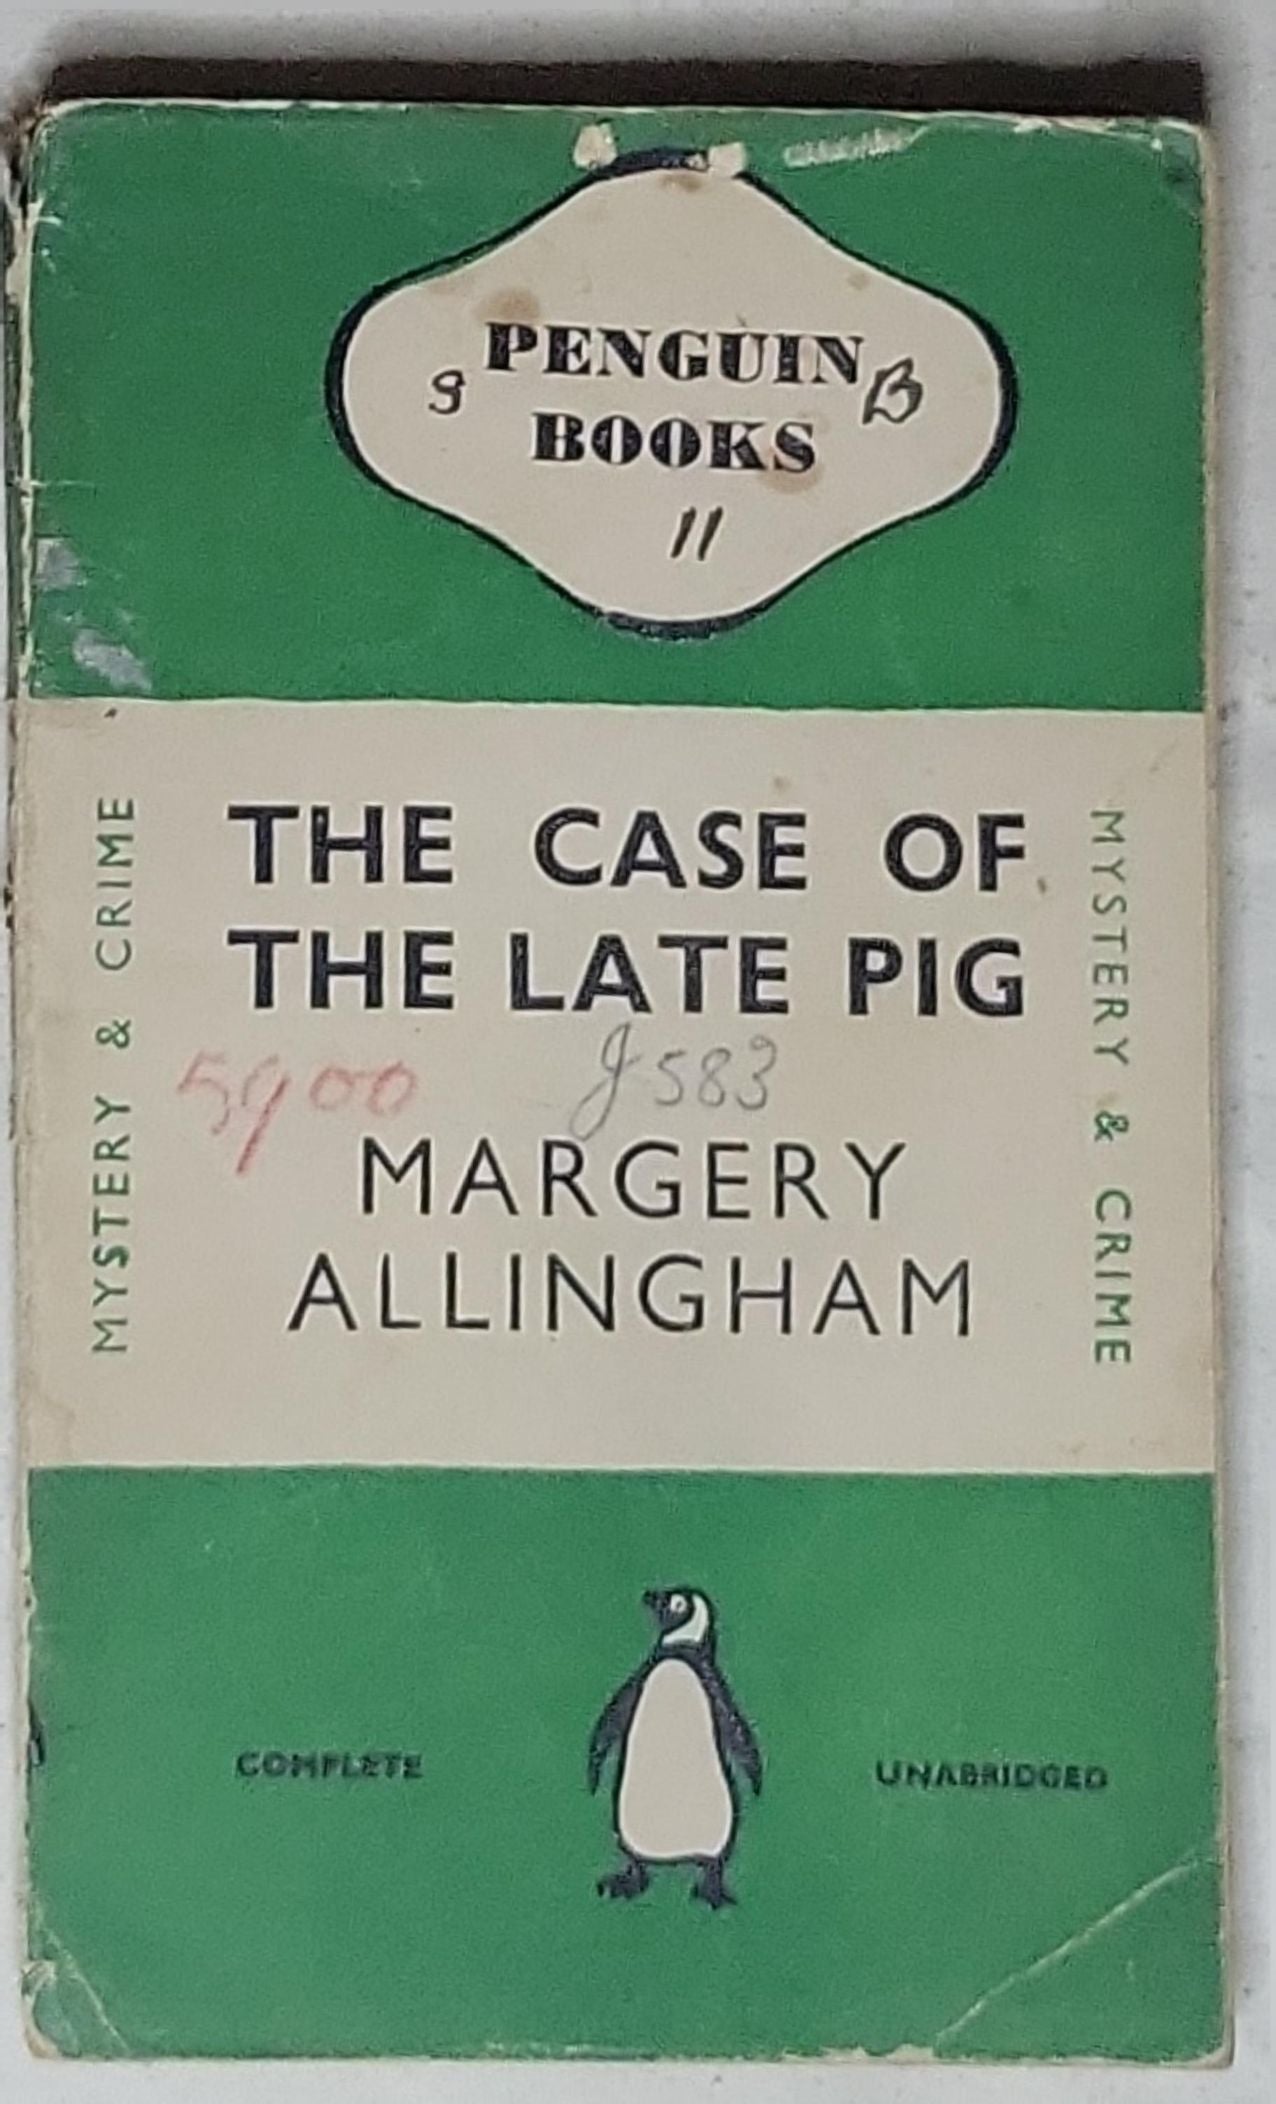 PENGUIN
S B
BOOKS
11
THE CASE OF
THE LATE PIG
5900 J583
MARGERY
ALLINGHAM
MYSTERY & CRIME
MYSTERY & CRIME
COMPLETE UNABRIDGED